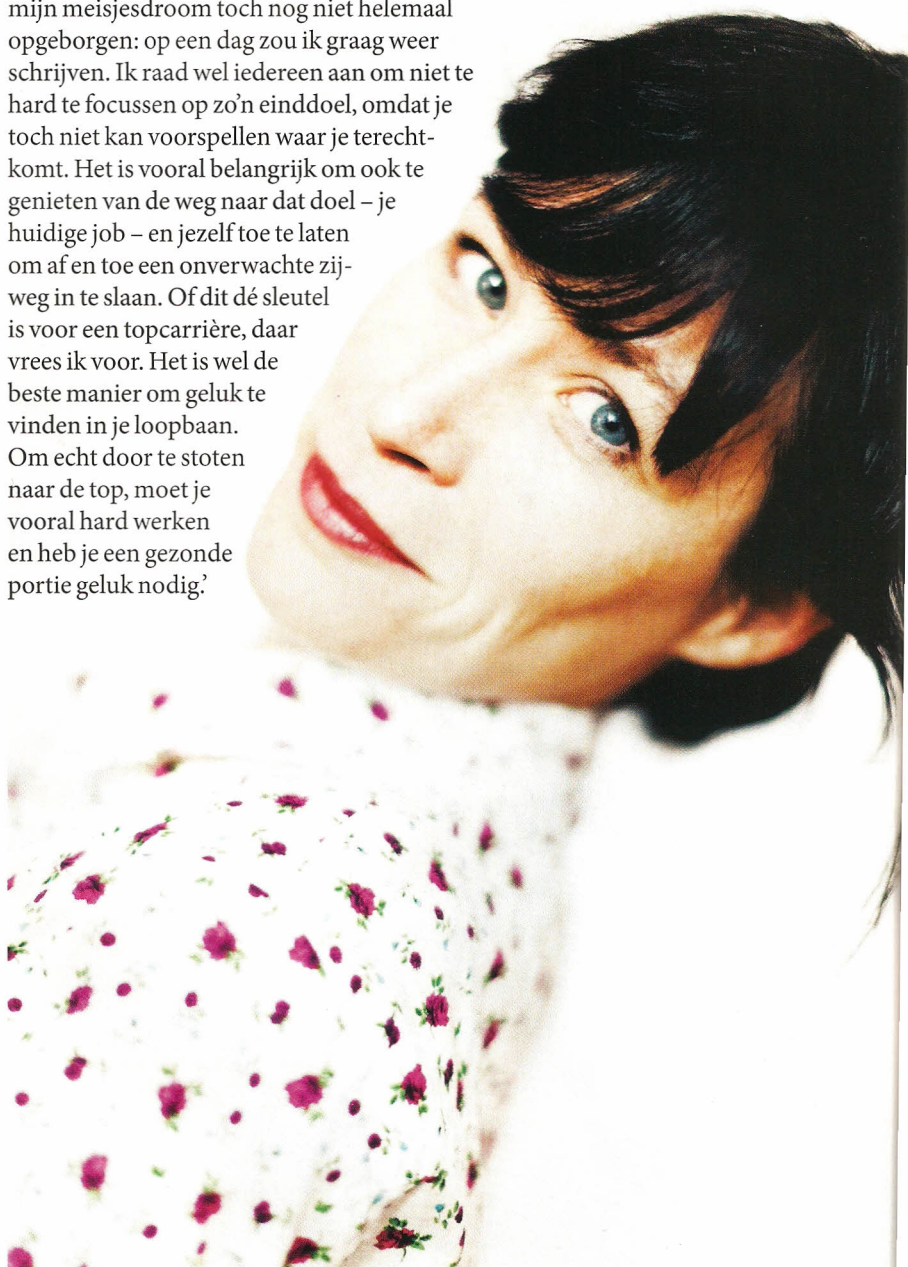 mijn meisjesdroom toch nog niet helemaal
opgeborgen: op een dag zou ik graag weer
schrijven. Ik raad wel iedereen aan om niet te
hard te focussen op zo’n einddoel, omdat je
toch niet kan voorspellen waar je terecht-
komt. Het is vooral belangrijk om ook te
genieten van de weg naar dat doel – je
huidige job – en jezelf toe te laten
om af en toe een onverwachte zij-
weg in te slaan. Of dit dé sleutel
is voor een topcarrière, daar
vrees ik voor. Het is wel de
beste manier om geluk te
vinden in je loopbaan.
Om echt door te stoten
naar de top, moet je
vooral hard werken
en heb je een gezonde
portie geluk nodig.’